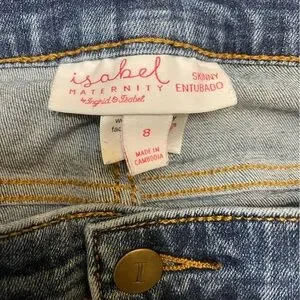 isabel
MATERNITY
by Ingrid & Isabel
SKINNY
ENTUBADO
8
MADE IN
CAMBODIA
I